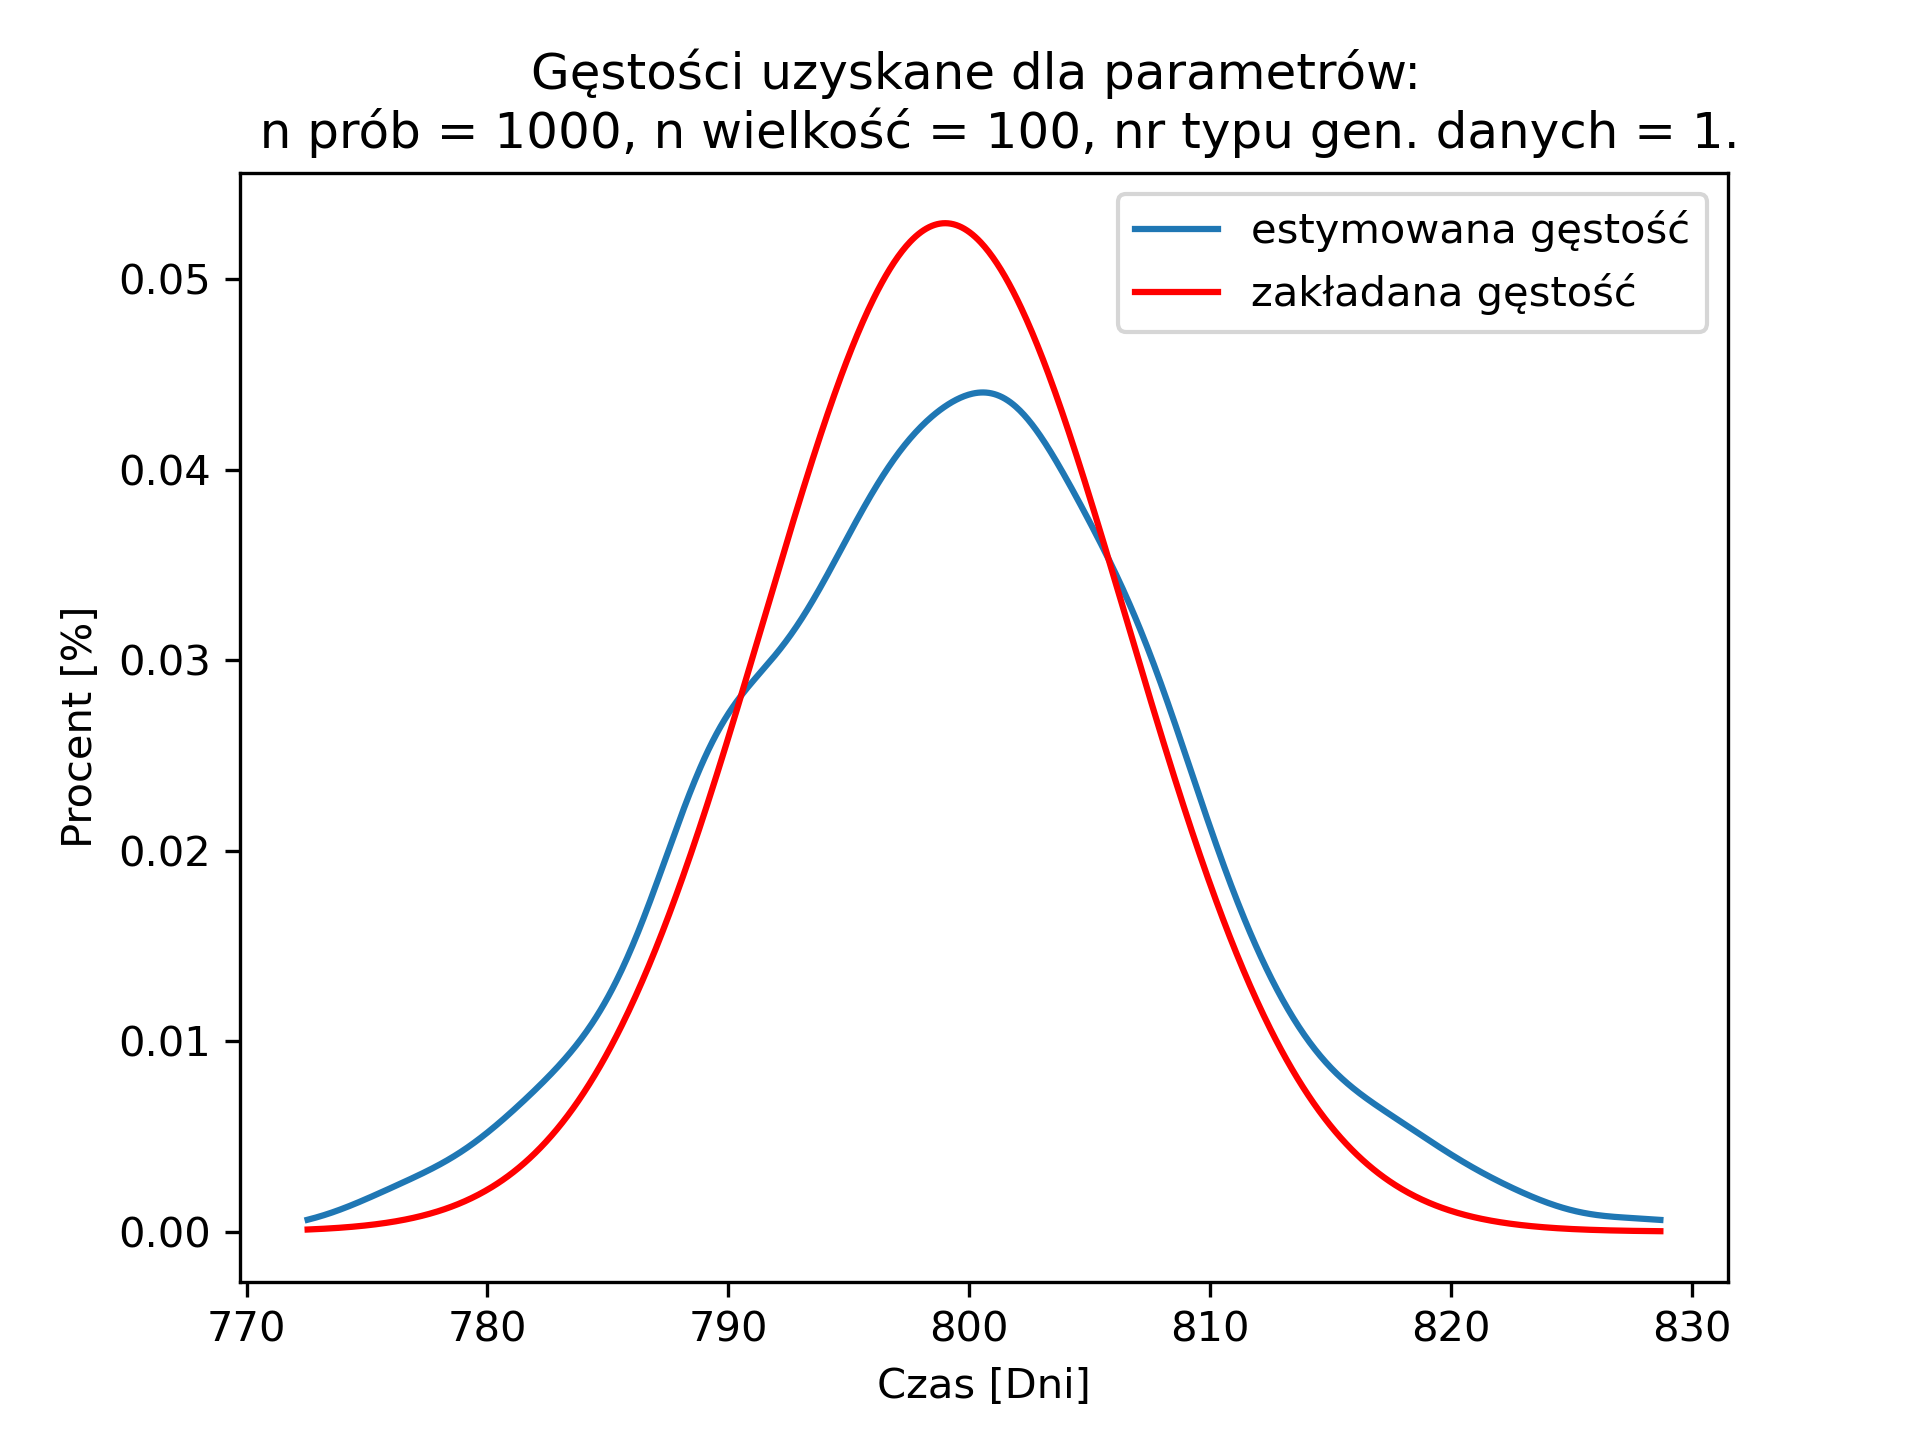 Gęstości uzyskane dla parametrów:
n prób = 1000, n wielkość = 100, nr typu gen. danych = 1.
estymowana gęstość
zakładana gęstość
0.05
0.04
0.03
0.02
0.01
0.00
Procent [%]
770 780 790 800 810 820 830
Czas [Dni]